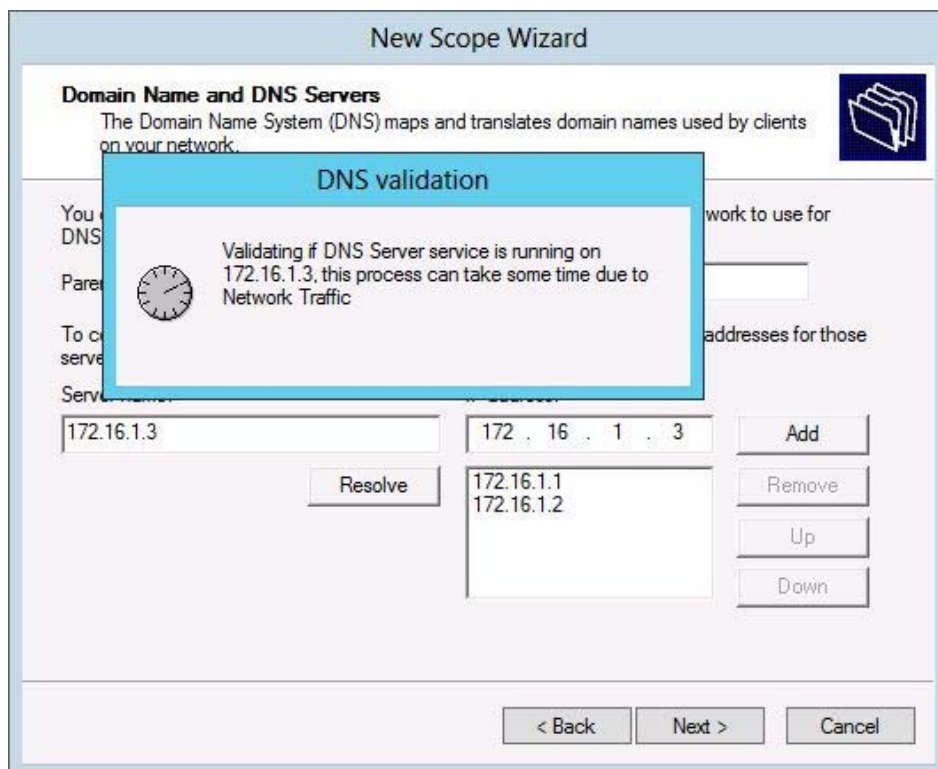 New Scope Wizard
Domain Name and DNS Servers
The Domain Name System (DNS) maps and translates domain names used by clients
on your network.
DNS validation
Validating if DNS Server service is running on
172.16.1.3, this process can take some time due to
Network Traffic
You
work to use for
DNS
To
addresses for those
172.16.1.3
172 . 16 . 1 . 3
Add
Resolve
172.16.1.1
172.16.1.2
Remove
Up
Down
< Back
Next >
Cancel